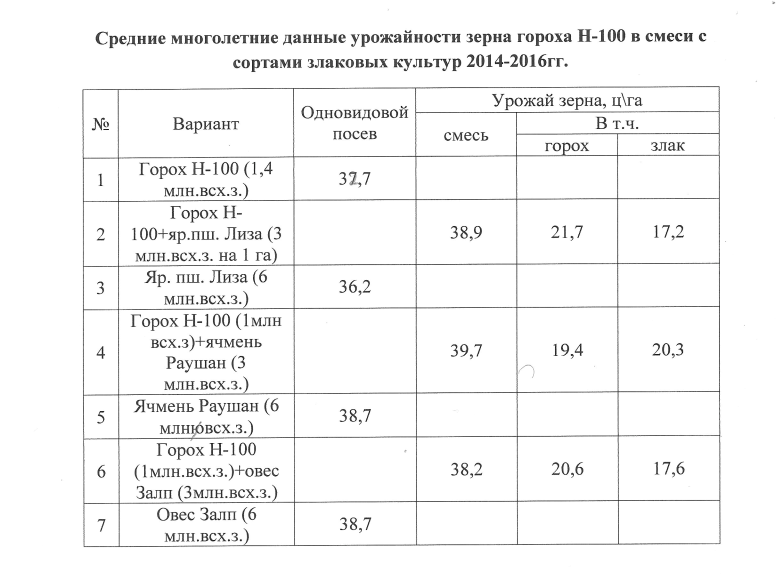 Средние многолетние данные урожайности зерна гороха Н-100 в смеси с
сортами злаковых культур 2014-2016гг.
№
Вариант
Одновидовой
посев
Урожай зерна, ц\га
смесь
В т.ч.
горох
злак
1
Горох Н-100 (1,4
млн.всх.з.)
2
Горох Н-
100+яр.пш. Лиза (3
млн.всх.з. на 1 га)
38,9
21,7
17,2
3
Яр. пш. Лиза (6
млн.всх.з.)
36,2
4
Горох Н-100 (1млн
всх.з)+ячмень
Раушан (3
млн.всх.з.)
39,7
19,4
20,3
5
Ячмень Раушан (6
млнювсх.з.)
38,7
6
Горох Н-100
(1млн.всх.з.)+овес
Залп (3млн.всх.з.)
38,2
20,6
17,6
7
Овес Залп (6
млн.всх.з.)
38,7